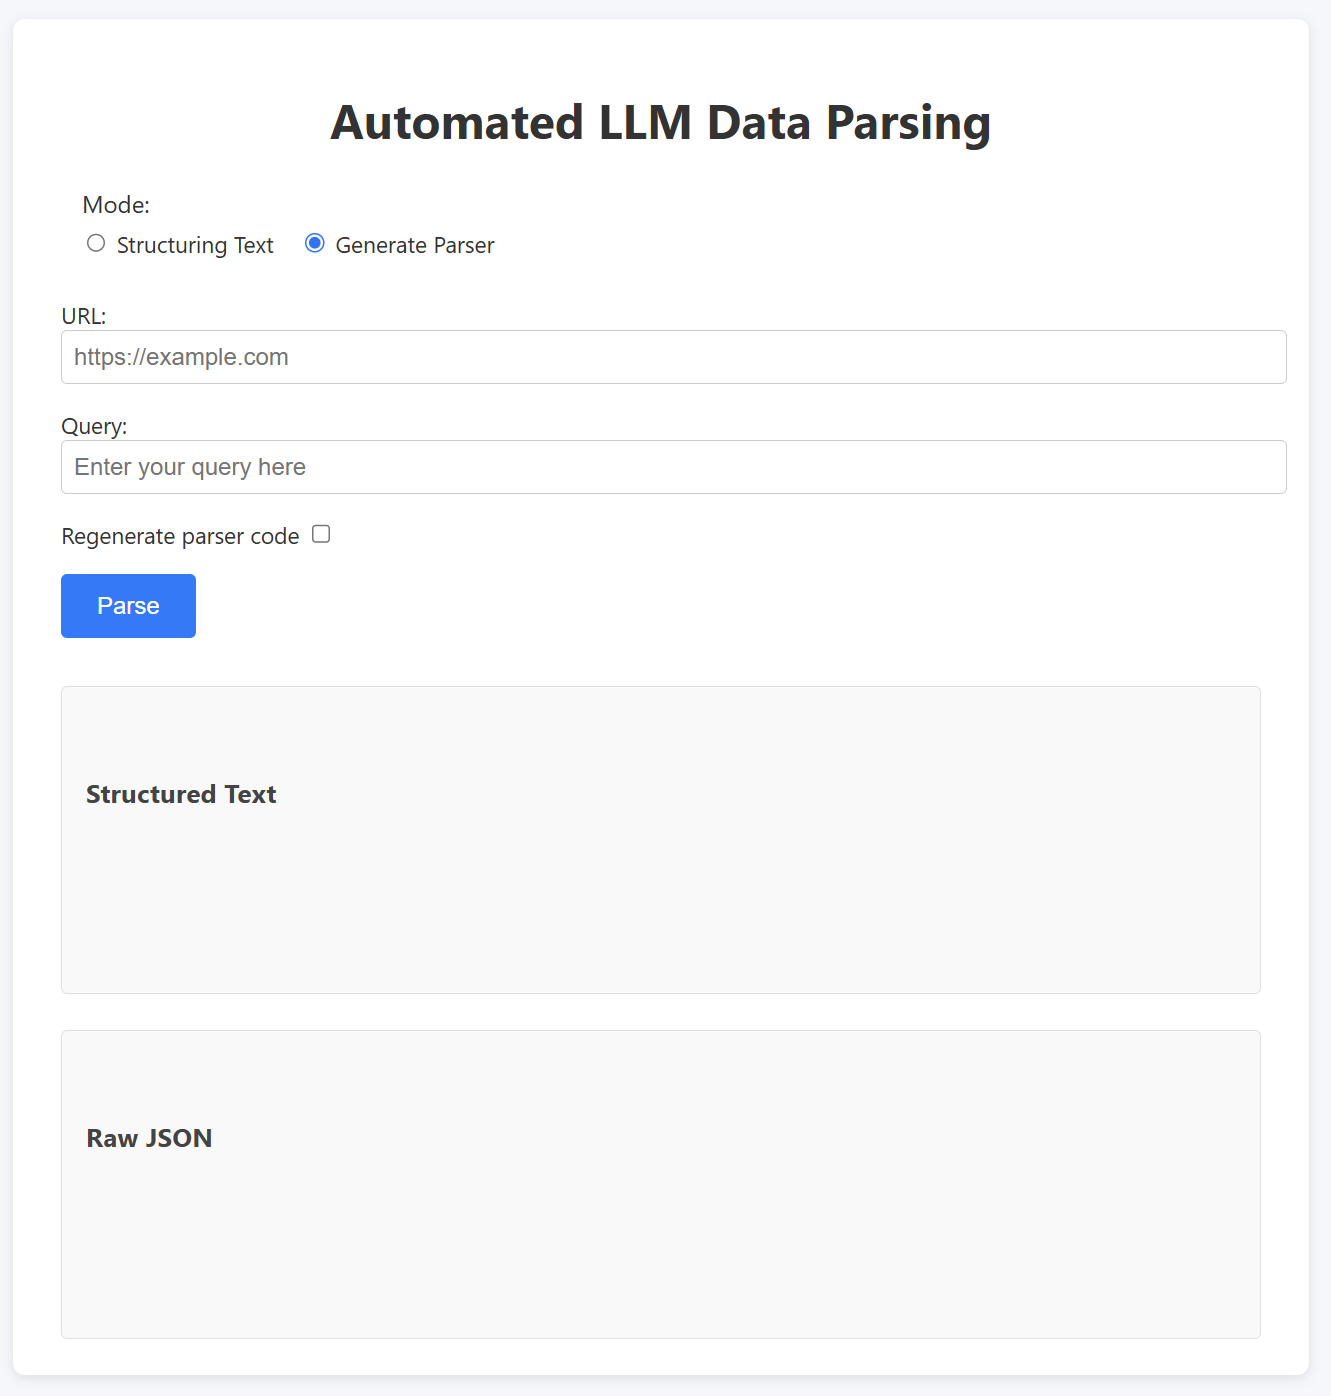 Automated LLM Data Parsing
Mode:
Structuring Text Generate Parser
URL:
https://example.com
Query:
Enter your query here
Regenerate parser code
Parse
Structured Text
Raw JSON